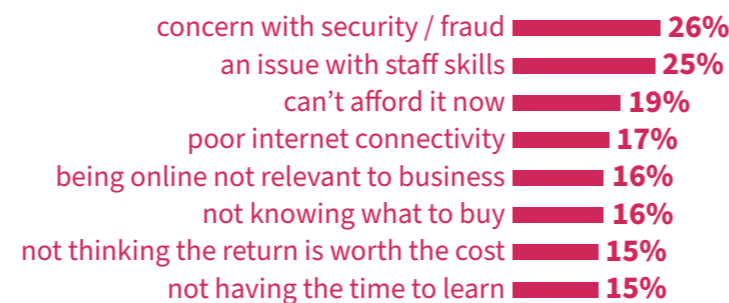 concern with security / fraud 26%
an issue with staff skills 25%
can’t afford it now 19%
poor internet connectivity 17%
being online not relevant to business 16%
not knowing what to buy 16%
not thinking the return is worth the cost 15%
not having the time to learn 15%